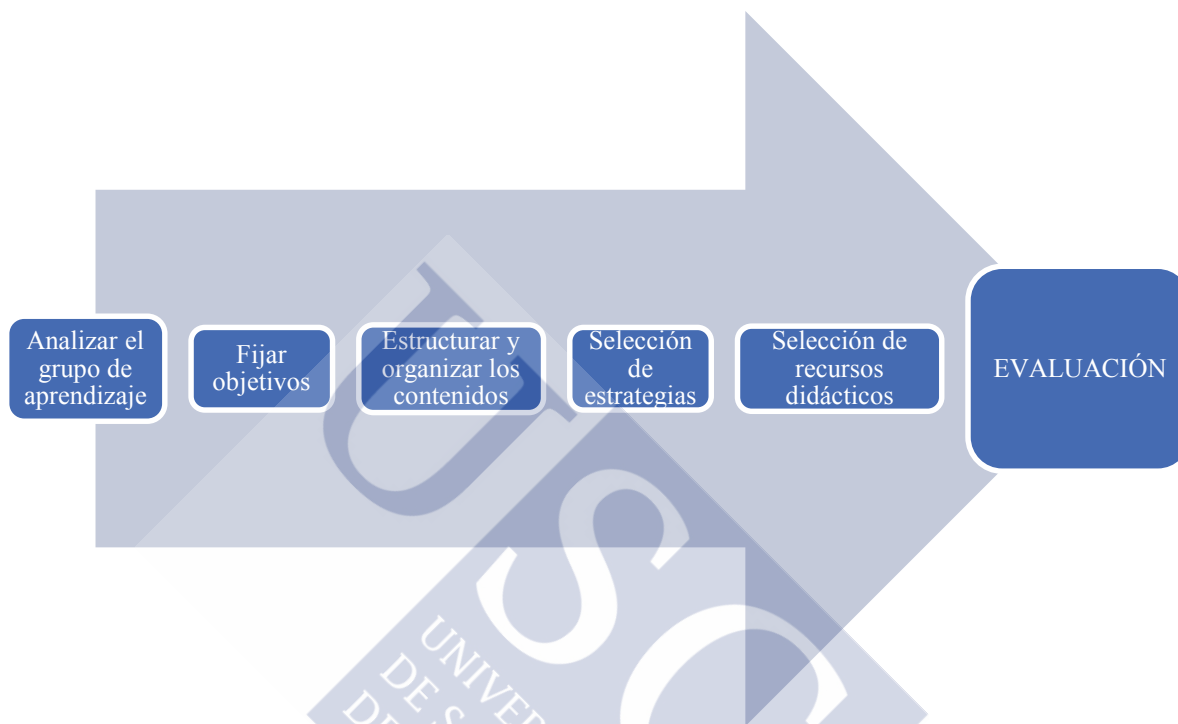 Analizar el
grupo de
aprendizaje
Fijar
objetivos
Estructurar y
organizar los
contenidos
Selección
de
estrategias
Selección de
recursos
didácticos
EVALUACIÓN
USC
DE